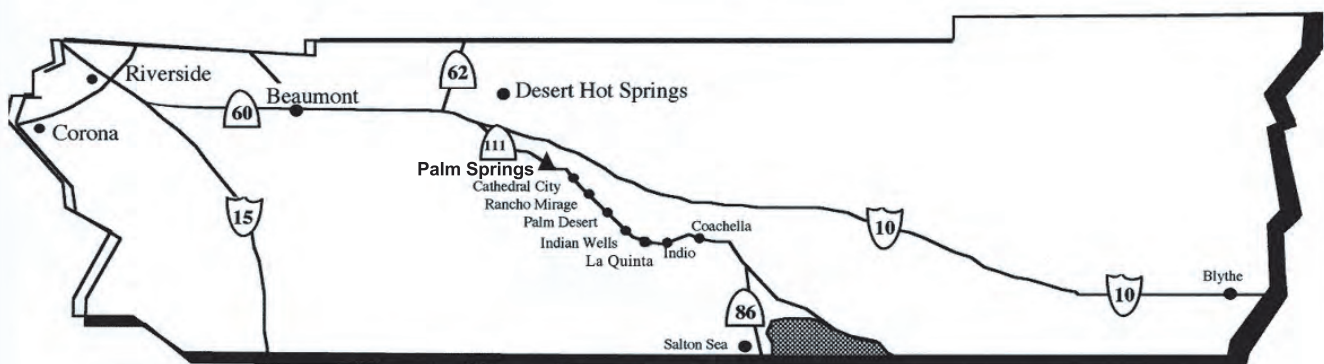 Riverside
62
Desert Hot Springs
Beaumont
60
Corona
111
Palm Springs
Cathedral City
Rancho Mirage
Palm Desert
15
Coachella
10
Indian Wells
Indio
La Quinta
Blythe
10
86
Salton Sea